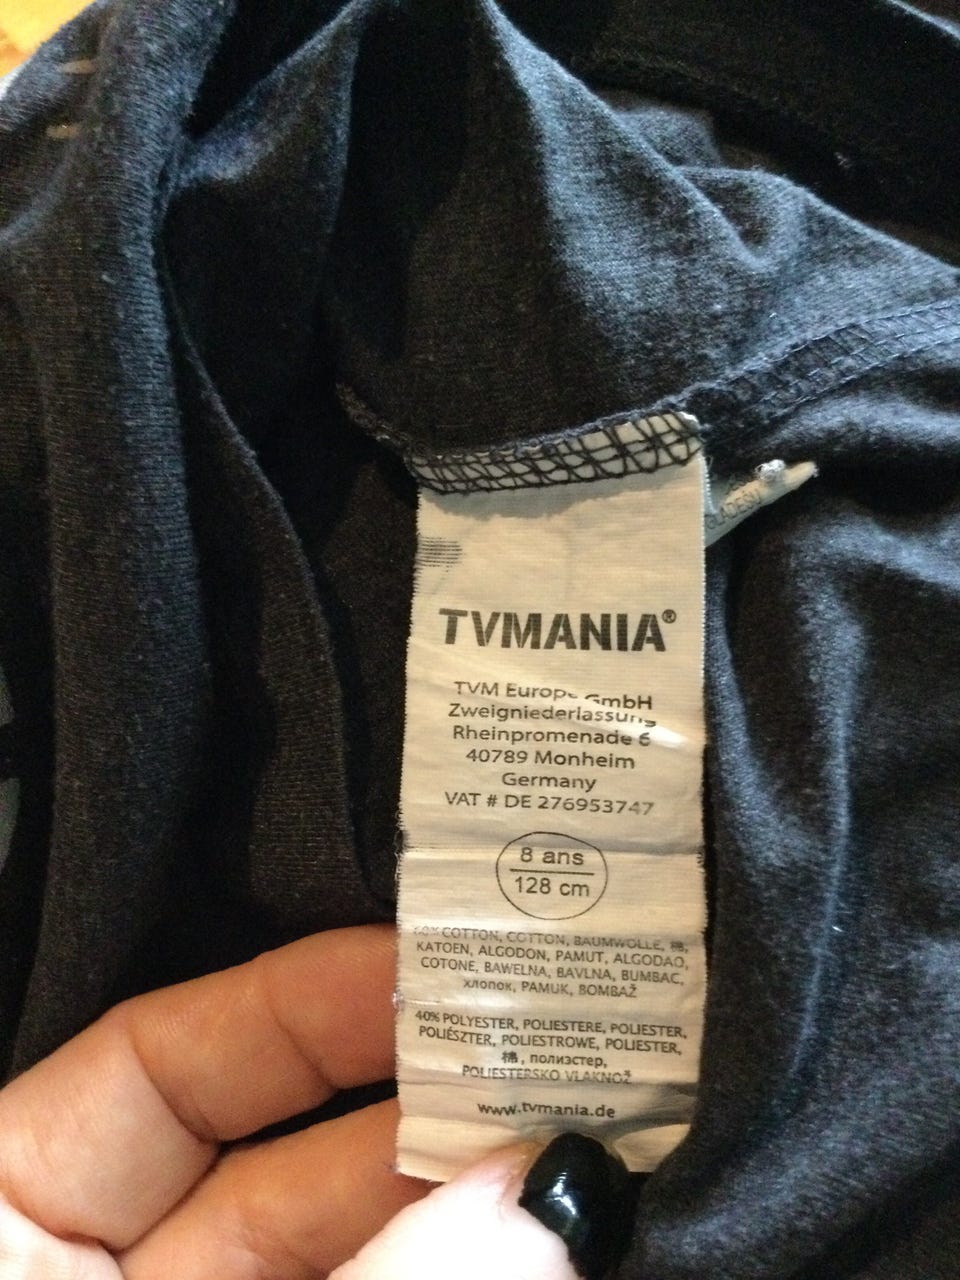 TVMANIA®
TVM Europe GmbH
Zweigniederlassung
Rheinpromenade 6
40789 Monheim
Germany
VAT # DE 276953747
8 ans
128 cm
60% COTTON, COTTON, BAUMWOLLE, 棉,
KATOEN, ALGODON, PAMUT, ALGODAO,
COTONE, BAWELNA, BAVLNA, BUMBAC,
хлопок, PAMUK, BOMBAŽ
40% POLYESTER, POLIESTERE, POLIESTER,
POLIÉSZTER, POLIESTROWE, POLIESTER,
棉, полиэстер,
POLIESTERSKO VLAKNOŽ
www.tvmania.de